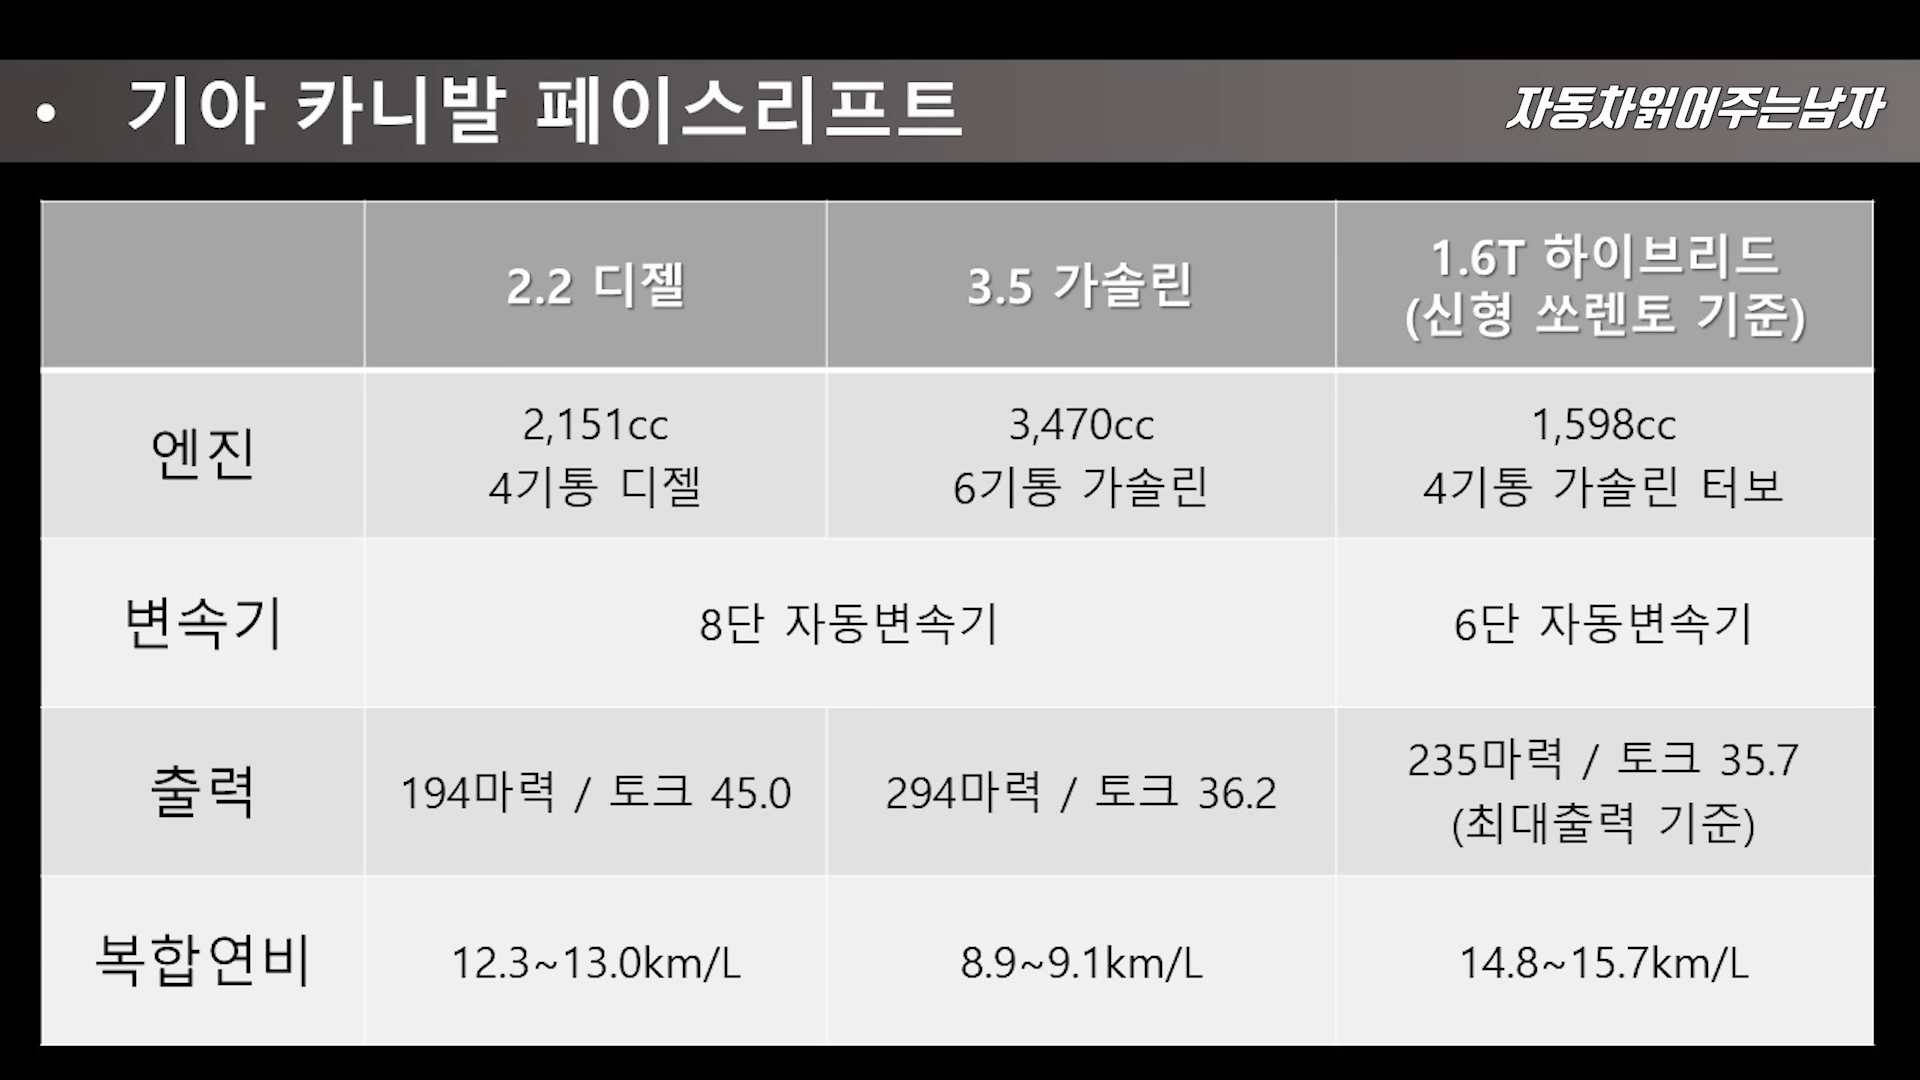 • 기아 카니발 페이스리프트
자동차읽어주는남자
2.2 디젤
3.5 가솔린
1.6T 하이브리드
(신형 쏘렌토 기준)
엔진
2,151cc
4기통 디젤
3,470cc
6기통 가솔린
1,598cc
4기통 가솔린 터보
변속기
8단 자동변속기
6단 자동변속기
출력
194마력 / 토크 45.0
294마력 / 토크 36.2
235마력 / 토크 35.7
(최대출력 기준)
복합연비
12.3~13.0km/L
8.9~9.1km/L
14.8~15.7km/L